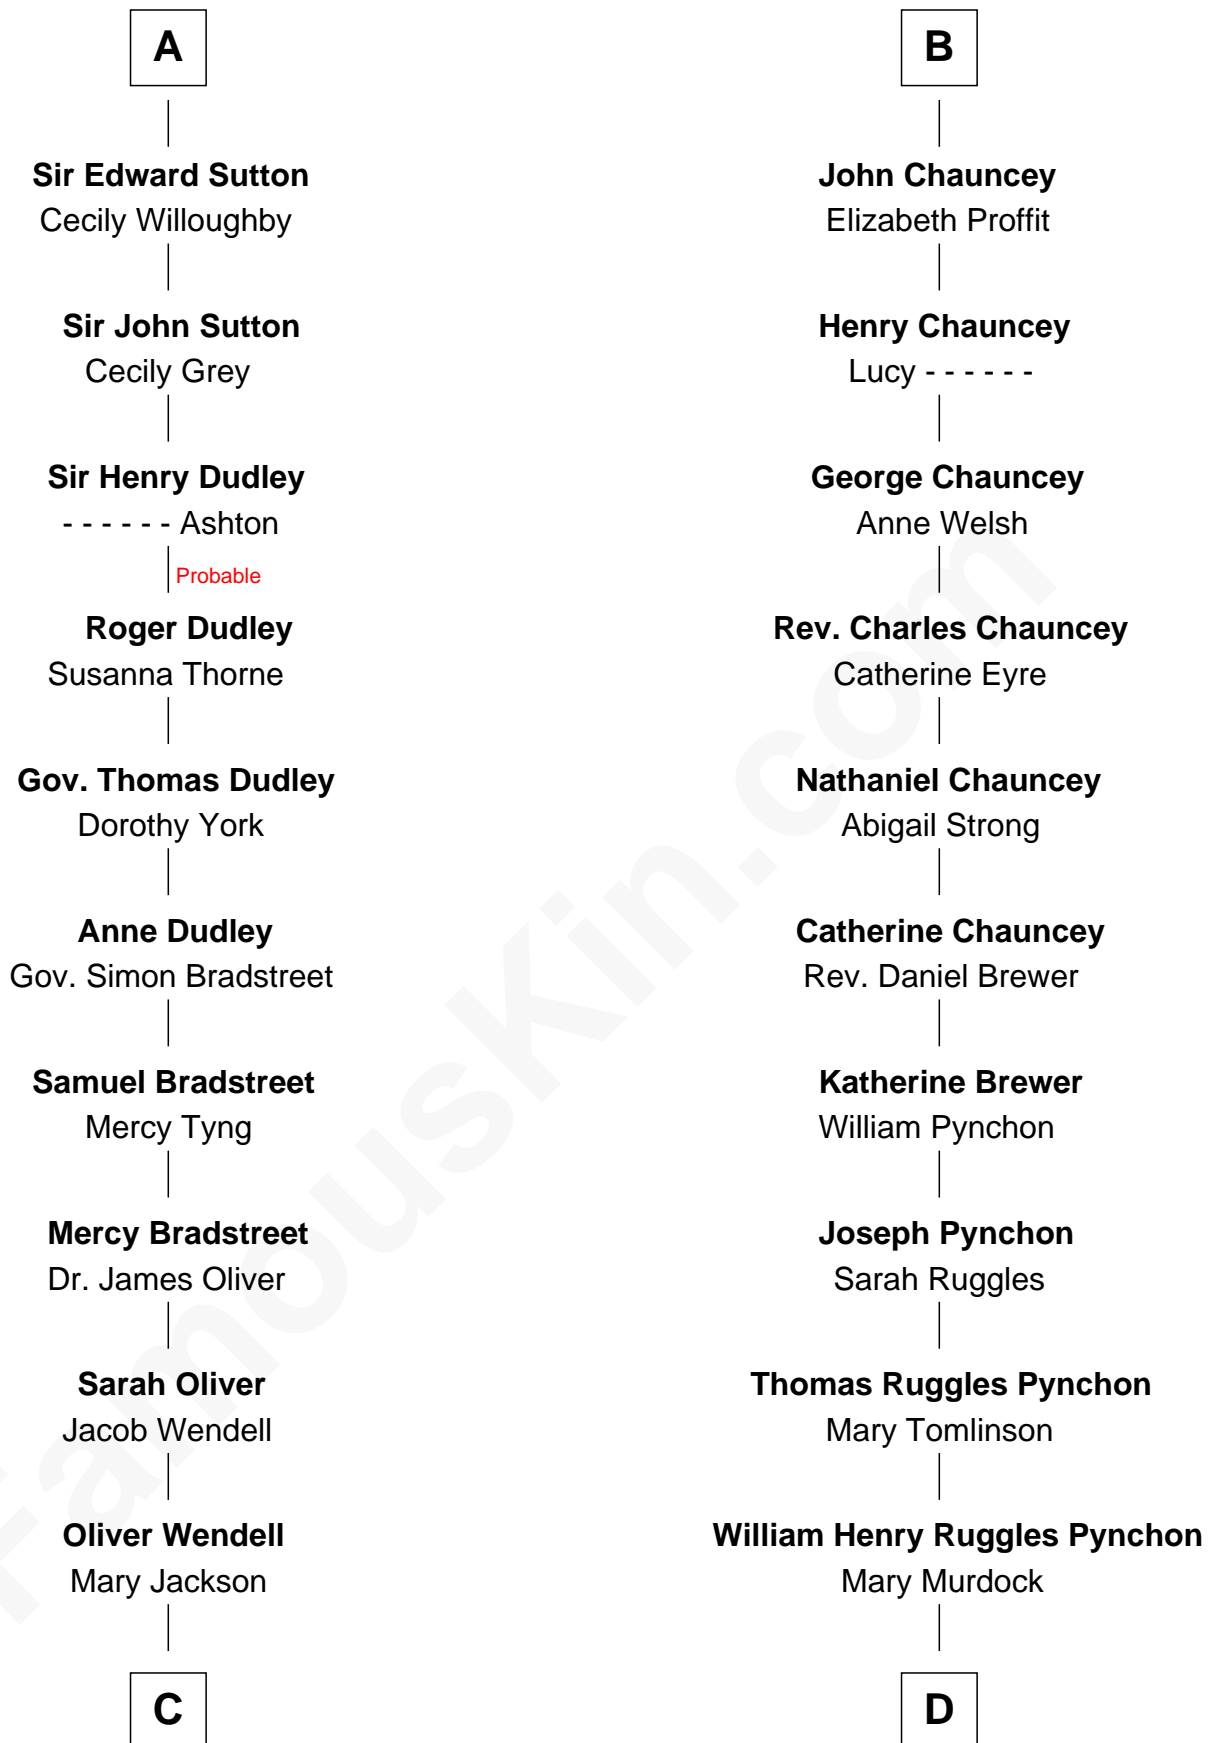 A
Sir Edward Sutton
Cecily Willoughby
Sir John Sutton
Cecily Grey
Sir Henry Dudley
- - - - - - Ashton
Probable
Roger Dudley
Susanna Thorne
Gov. Thomas Dudley
Dorothy York
Anne Dudley
Gov. Simon Bradstreet
Samuel Bradstreet
Mercy Tyng
Mercy Bradstreet
Dr. James Oliver
Sarah Oliver
Jacob Wendell
Oliver Wendell
Mary Jackson
C
B
John Chauncey
Elizabeth Proffit
Henry Chauncey
Lucy - - - - - -
George Chauncey
Anne Welsh
Rev. Charles Chauncey
Catherine Eyre
Nathaniel Chauncey
Abigail Strong
Catherine Chauncey
Rev. Daniel Brewer
Katherine Brewer
William Pynchon
Joseph Pynchon
Sarah Ruggles
Thomas Ruggles Pynchon
Mary Tomlinson
William Henry Ruggles Pynchon
Mary Murdock
D
FamousKin.com